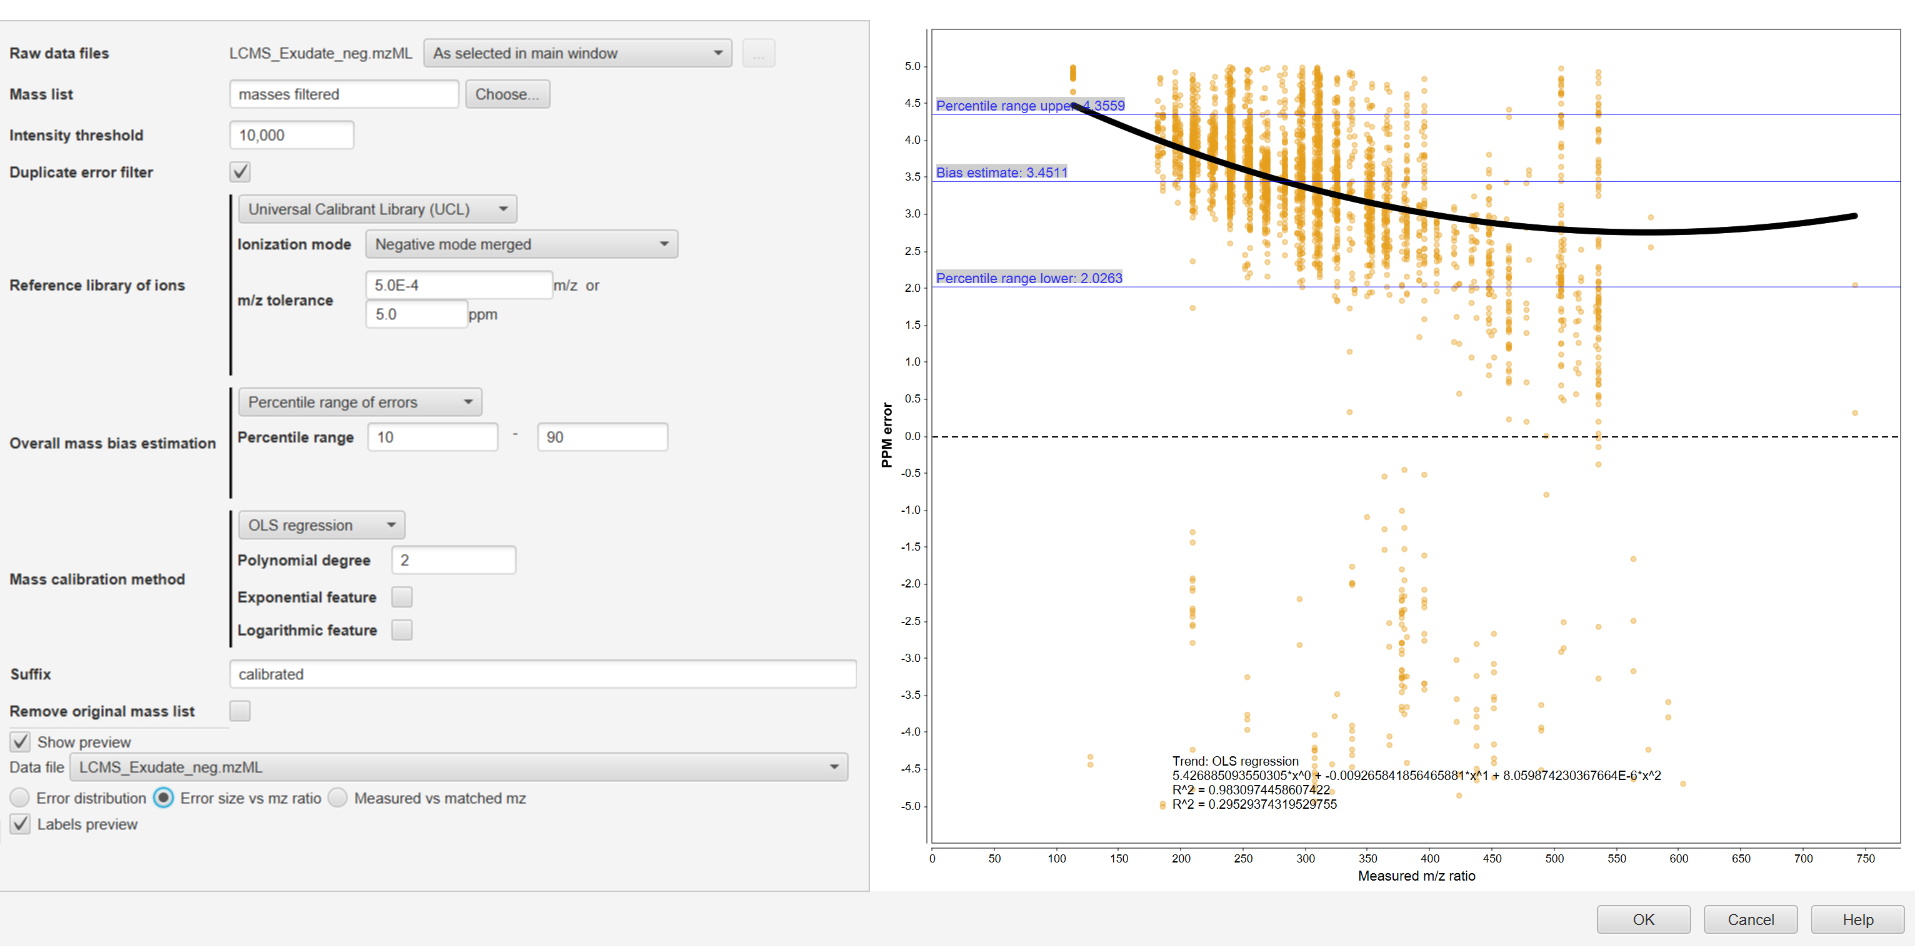 Raw data files LCMS_Exudate_neg.mzML As selected in main window ...
Mass list masses filtered Choose...
Intensity threshold 10,000
Duplicate error filter
Universal Calibrant Library (UCL)
Ionization mode Negative mode merged
Reference library of ions
m/z tolerance 5.0E-4 m/z or
5.0 ppm
Percentile range of errors
Overall mass bias estimation Percentile range 10 - 90
OLS regression
Polynomial degree 2
Mass calibration method
Exponential feature
Logarithmic feature
Suffix calibrated
Remove original mass list
Show preview
Data file LCMS_Exudate_neg.mzML
Error distribution Error size vs mz ratio Measured vs matched mz
Labels preview
PPM error
5.0
4.5
4.0
3.5
3.0
2.5
2.0
1.5
1.0
0.5
0.0
-0.5
-1.0
-1.5
-2.0
-2.5
-3.0
-3.5
-4.0
-4.5
-5.0
Percentile range upper: 4.3559
Bias estimate: 3.4511
Percentile range lower: 2.0263
Trend: OLS regression
5.426885093550305*x^0 + -0.009265841856465881*x^1 + 8.059874230367664E-6*x^2
R^2 = 0.9830974458607422
R^2 = 0.29529374319529755
0 50 100 150 200 250 300 350 400 450 500 550 600 650 700 750
Measured m/z ratio
OK Cancel Help